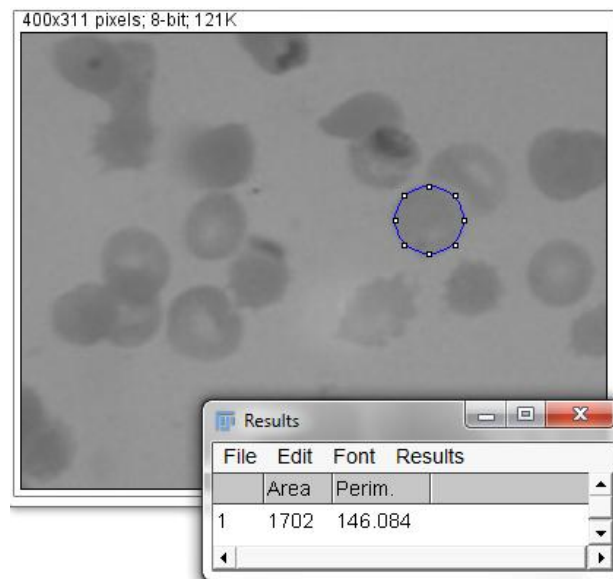 400x311 pixels; 8-bit; 121K
Results
File Edit Font Results
Area Perim.
1 1702 146.084